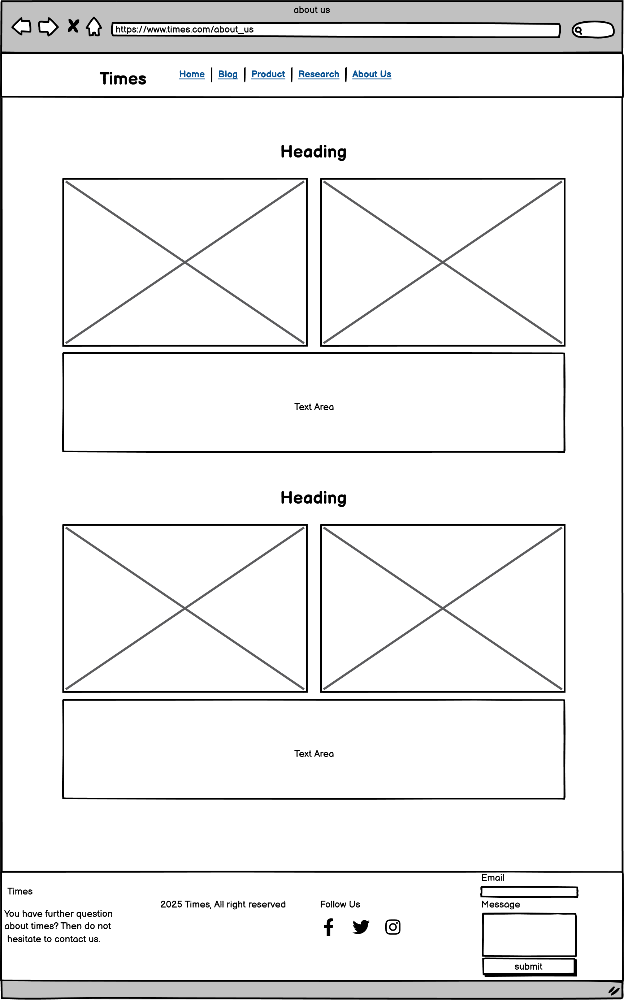 about us
https://www.times.com/about_us
Times
Home
Blog
Product
Research
About Us
Heading
Text Area
Heading
Text Area
Times
You have further question
about times? Then do not
hesitate to contact us.
2025 Times, All right reserved
Follow Us
Email
Message
submit